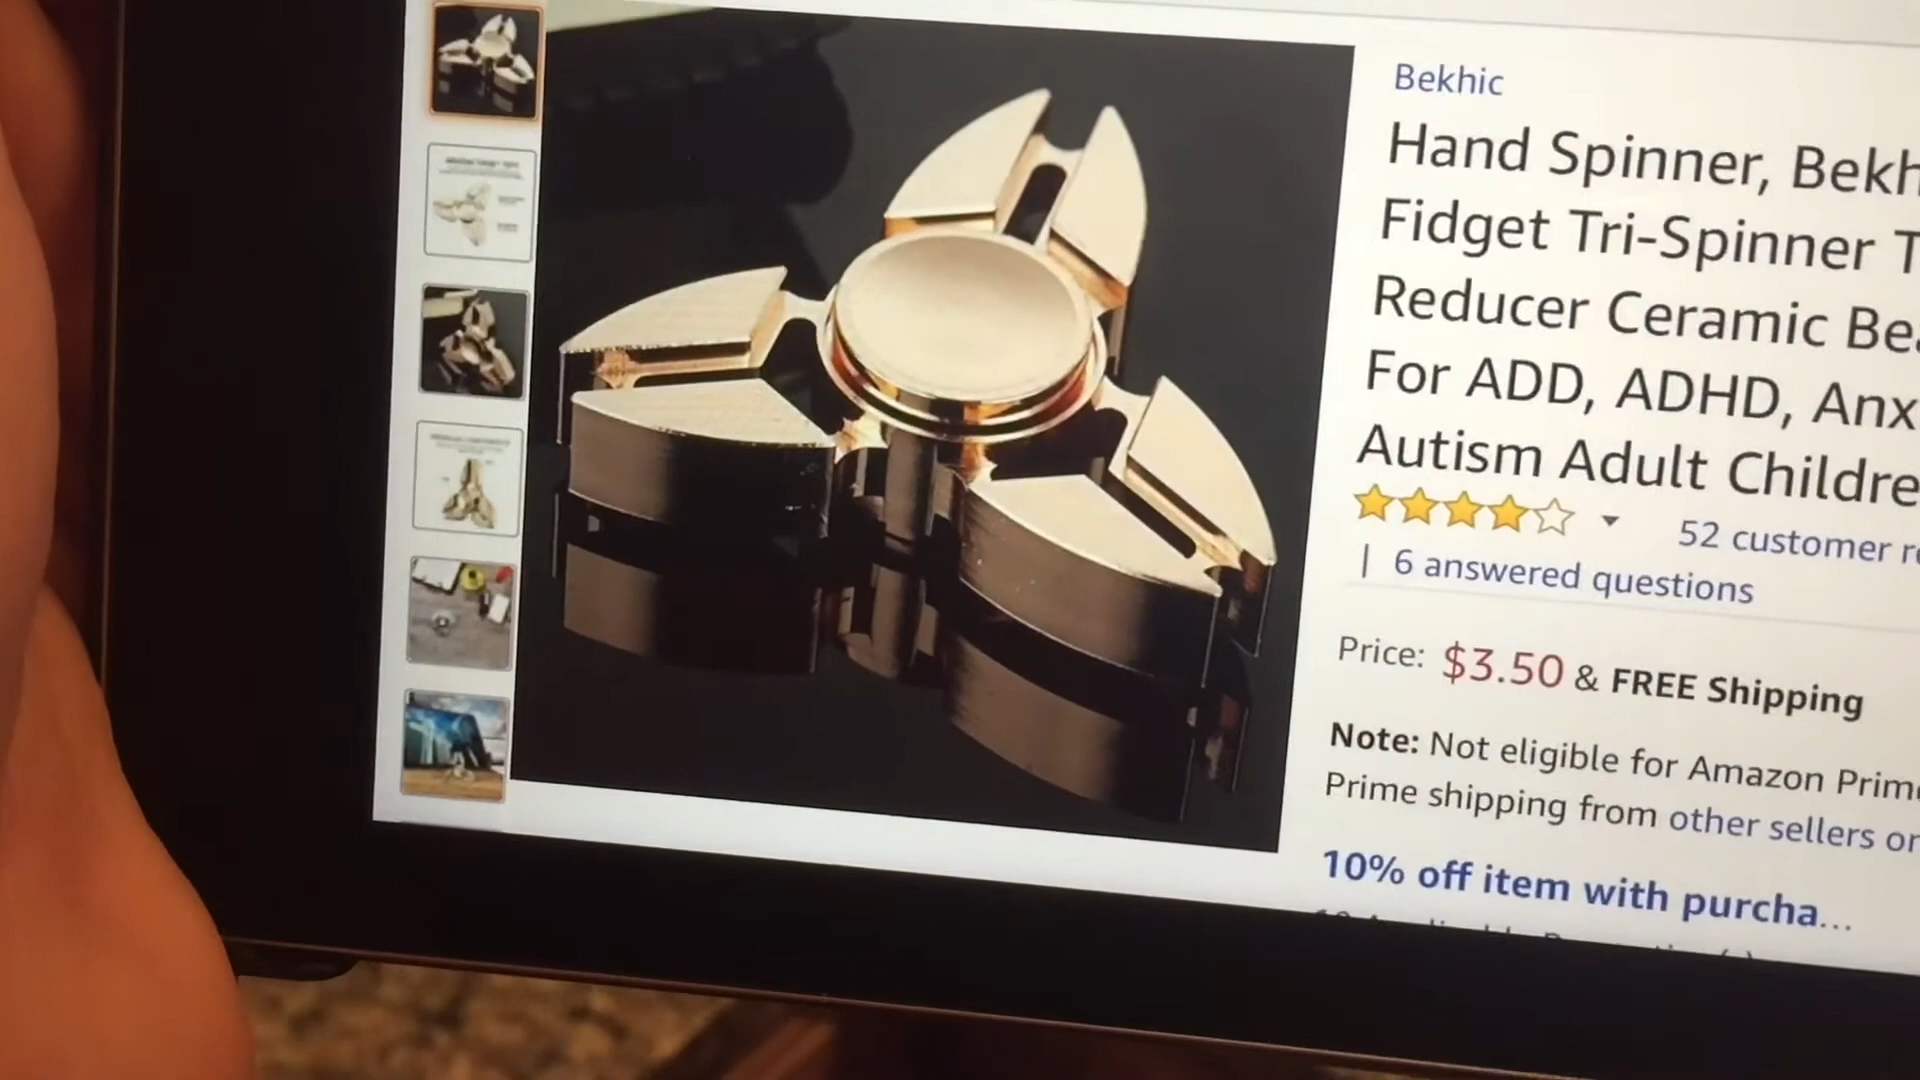 Bekhic
Hand Spinner, Bekh
Fidget Tri-Spinner T
Reducer Ceramic Be
For ADD, ADHD, Anx
Autism Adult Childre
52 customer r
| 6 answered questions
Price: $3.50 & FREE Shipping
Note: Not eligible for Amazon Prim
Prime shipping from other sellers or
10% off item with purcha...